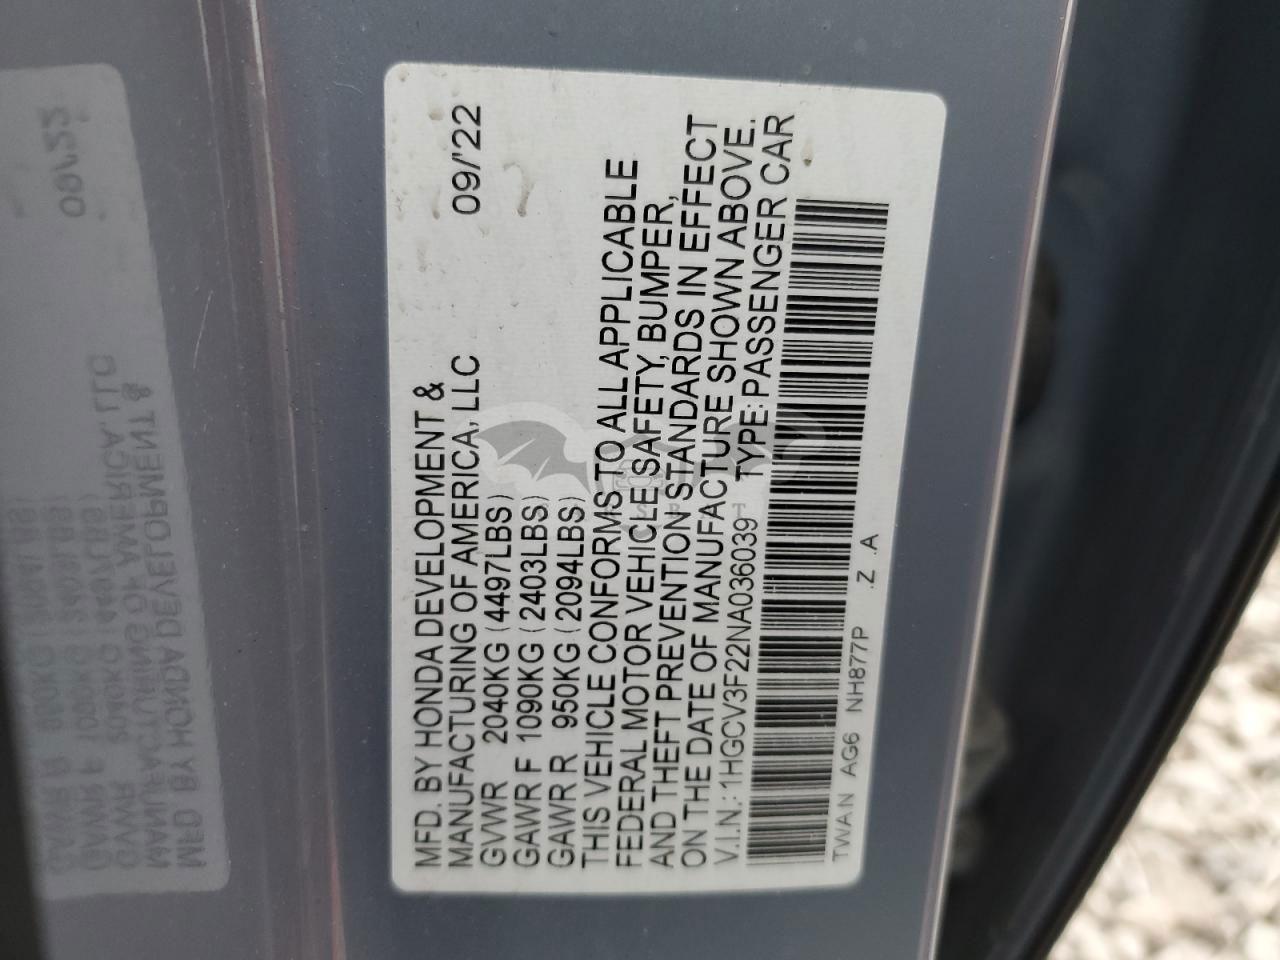 MFD. BY HONDA DEVELOPMENT &
MANUFACTURING OF AMERICA, LLC 09/'22
GVWR 2040KG (4497LBS)
GAWR F 1090KG (2403LBS)
GAWR R 950KG (2094LBS)
THIS VEHICLE CONFORMS TO ALL APPLICABLE
FEDERAL MOTOR VEHICLE SAFETY, BUMPER,
AND THEFT PREVENTION STANDARDS IN EFFECT
ON THE DATE OF MANUFACTURE SHOWN ABOVE.
V.I.N.: 1HGCV3F22NA036039 TYPE: PASSENGER CAR
TWAN AG6 NH877P .Z .A